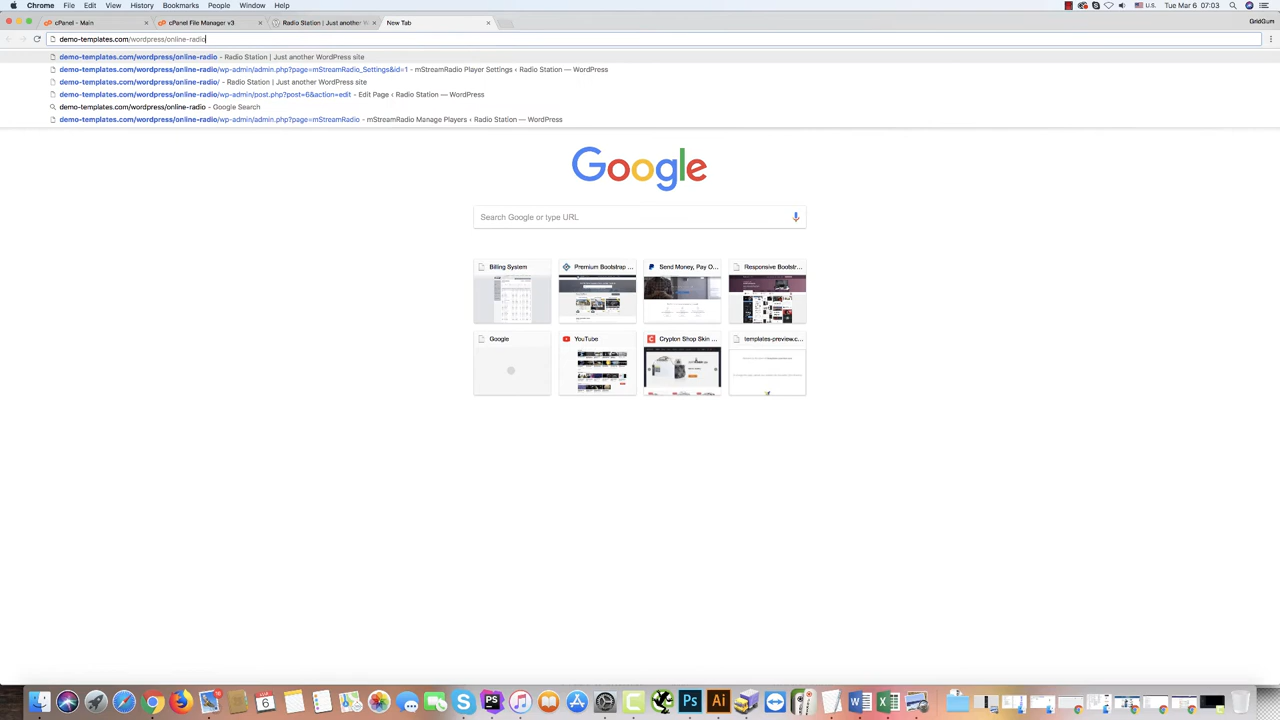 Chrome File Edit View History Bookmarks People Window Help U.S. Tue Mar 6 07:03
cPanel - Main cPanel File Manager v3 Radio Station | Just another W New Tab GridGum
demo-templates.com/wordpress/online-radio
demo-templates.com/wordpress/online-radio - Radio Station | Just another WordPress site
demo-templates.com/wordpress/online-radio/wp-admin/admin.php?page=mStreamRadio_Settings&id=1 - mStreamRadio Player Settings ‹ Radio Station — WordPress
demo-templates.com/wordpress/online-radio/ - Radio Station | Just another WordPress site
demo-templates.com/wordpress/online-radio/wp-admin/post.php?post=6&action=edit - Edit Page ‹ Radio Station — WordPress
demo-templates.com/wordpress/online-radio - Google Search
demo-templates.com/wordpress/online-radio/wp-admin/admin.php?page=mStreamRadio - mStreamRadio Manage Players ‹ Radio Station — WordPress
Google
Search Google or type URL
Billing System Premium Bootstrap ... Send Money, Pay O... Responsive Bootstr...
Google YouTube Crypton Shop Skin ... templates-preview.c...
6 PS Ps Ai